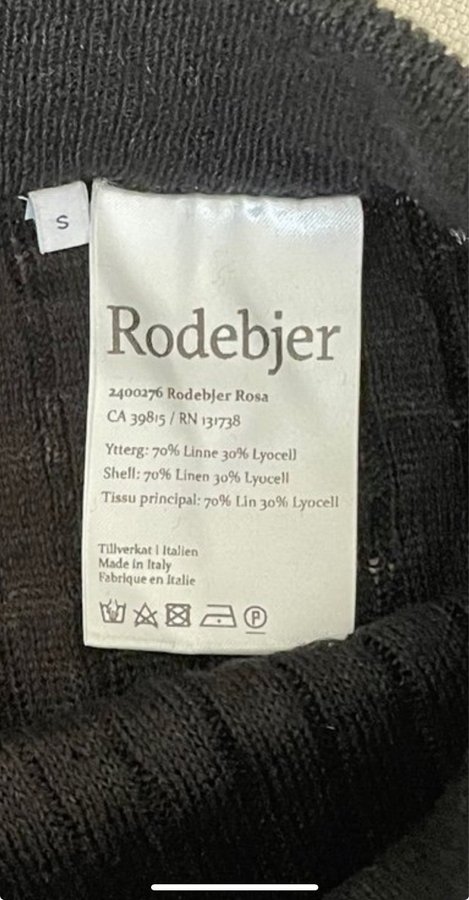 S
Rodebjer
2400276 Rodebjer Rosa
CA 39815 / RN 131738
Ytterg: 70% Linne 30% Lyocell
Shell: 70% Linen 30% Lyocell
Tissu principal: 70% Lin 30% Lyocell
Tillverkat i Italien
Made in Italy
Fabrique en Italie
P